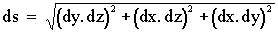 ds = √(dy.dz)² + (dx.dz)² + (dx.dy)²